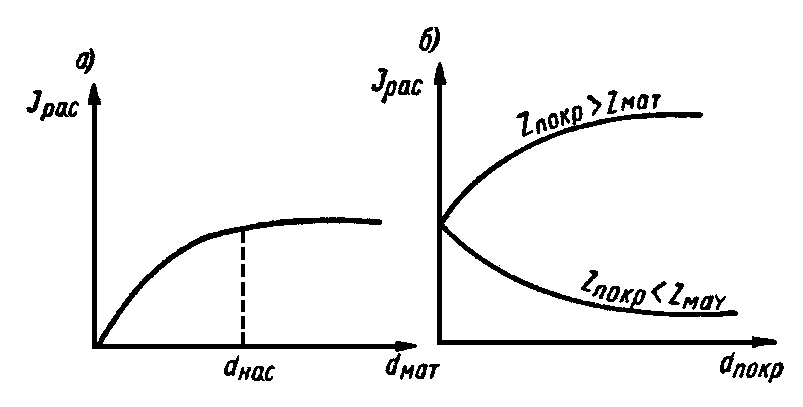 а)
Jрас
dнас
dмат
б)
Jрас
Zпокр > Zмат
Zпокр < Zмат
dпокр